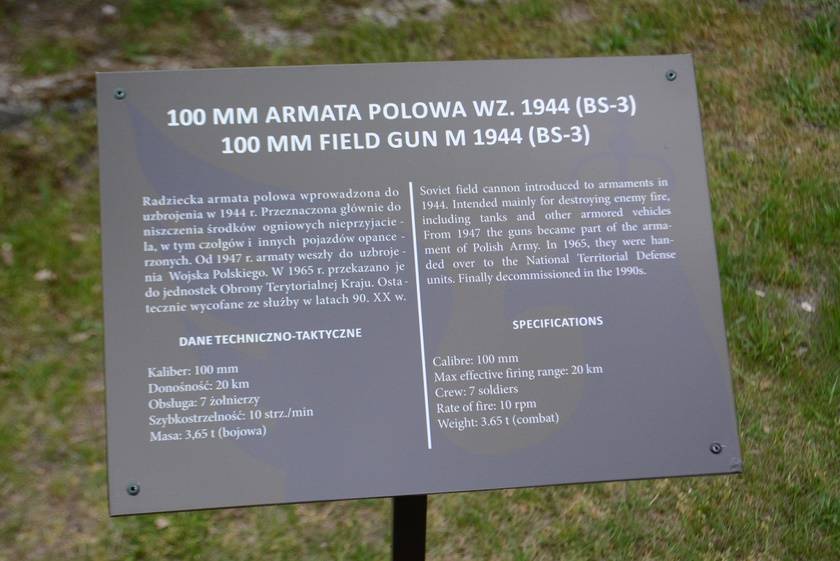 100 MM ARMATA POLOWA WZ. 1944 (BS-3)
100 MM FIELD GUN M 1944 (BS-3)
Radziecka armata polowa wprowadzona do
uzbrojenia w 1944 r. Przeznaczona głównie do
niszczenia środków ogniowych nieprzyjacie -
la, w tym czołgów i innych pojazdów opance -
rzonych. Od 1947 r. armaty weszły do uzbroje -
nia Wojska Polskiego. W 1965 r. przekazano je
do jednostek Obrony Terytorialnej Kraju. Osta -
tecznie wycofane ze służby w latach 90. XX w.
DANE TECHNICZNO-TAKTYCZNE
Kaliber: 100 mm
Donośność: 20 km
Obsługa: 7 żołnierzy
Szybkostrzelność: 10 strz./min
Masa: 3,65 t (bojowa)
Soviet field cannon introduced to armaments in
1944. Intended mainly for destroying enemy fire,
including tanks and other armored vehicles
From 1947 the guns became part of the arma-
ment of Polish Army. In 1965, they were han-
ded over to the National Territorial Defense
units. Finally decommissioned in the 1990s.
SPECIFICATIONS
Calibre: 100 mm
Max effective firing range: 20 km
Crew: 7 soldiers
Rate of fire: 10 rpm
Weight: 3.65 t (combat)